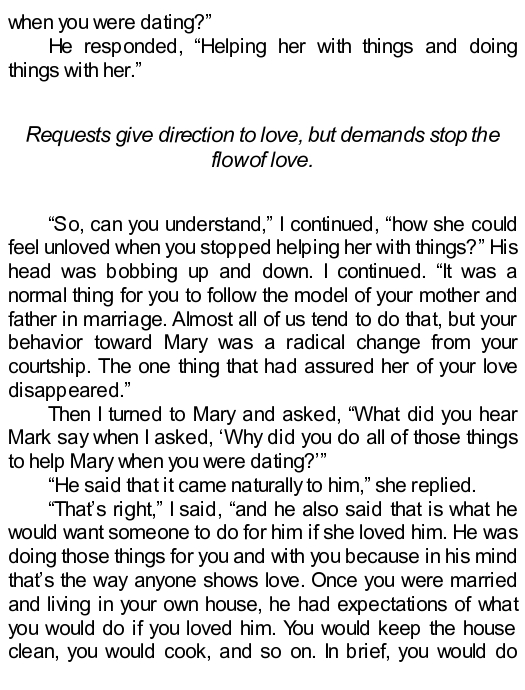 when you were dating?”
He responded, “Helping her with things and doing
things with her.”
Requests give direction to love, but demands stop the
flow of love.
“So, can you understand,” I continued, “how she could
feel unloved when you stopped helping her with things?” His
head was bobbing up and down. I continued. “It was a
normal thing for you to follow the model of your mother and
father in marriage. Almost all of us tend to do that, but your
behavior toward Mary was a radical change from your
courtship. The one thing that had assured her of your love
disappeared.”
Then I turned to Mary and asked, “What did you hear
Mark say when I asked, ‘Why did you do all of those things
to help Mary when you were dating?’”
“He said that it came naturally to him,” she replied.
“That’s right,” I said, “and he also said that is what he
would want someone to do for him if she loved him. He was
doing those things for you and with you because in his mind
that’s the way anyone shows love. Once you were married
and living in your own house, he had expectations of what
you would do if you loved him. You would keep the house
clean, you would cook, and so on. In brief, you would do